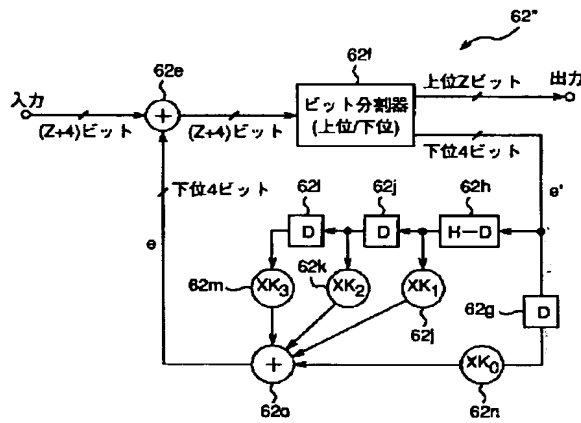 62"
62e
62f
入力
(Z+4)ビット
+
(Z+4)ビット
ビット分割器
(上位/下位)
上位Zビット
出力
下位4ビット
下位4ビット
e
e'
62l
62j
62h
D
D
H－D
62m
XK3
62k
XK2
XK1
62j
62g
D
+
62o
XK0
62n